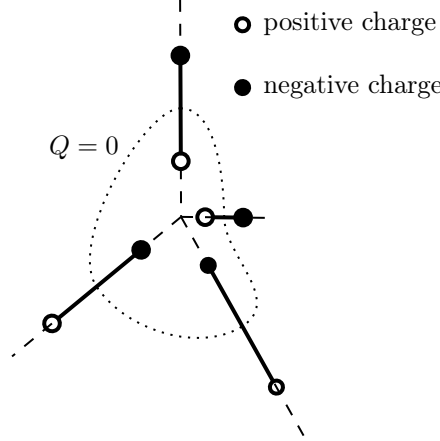 positive charge
negative charge
Q = 0